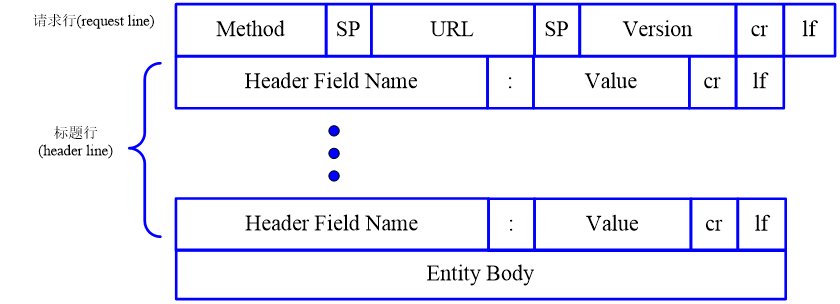 请求行(request line)
Method SP URL SP Version cr lf
Header Field Name : Value cr lf
标题行
(header line)
Header Field Name : Value cr lf
Entity Body